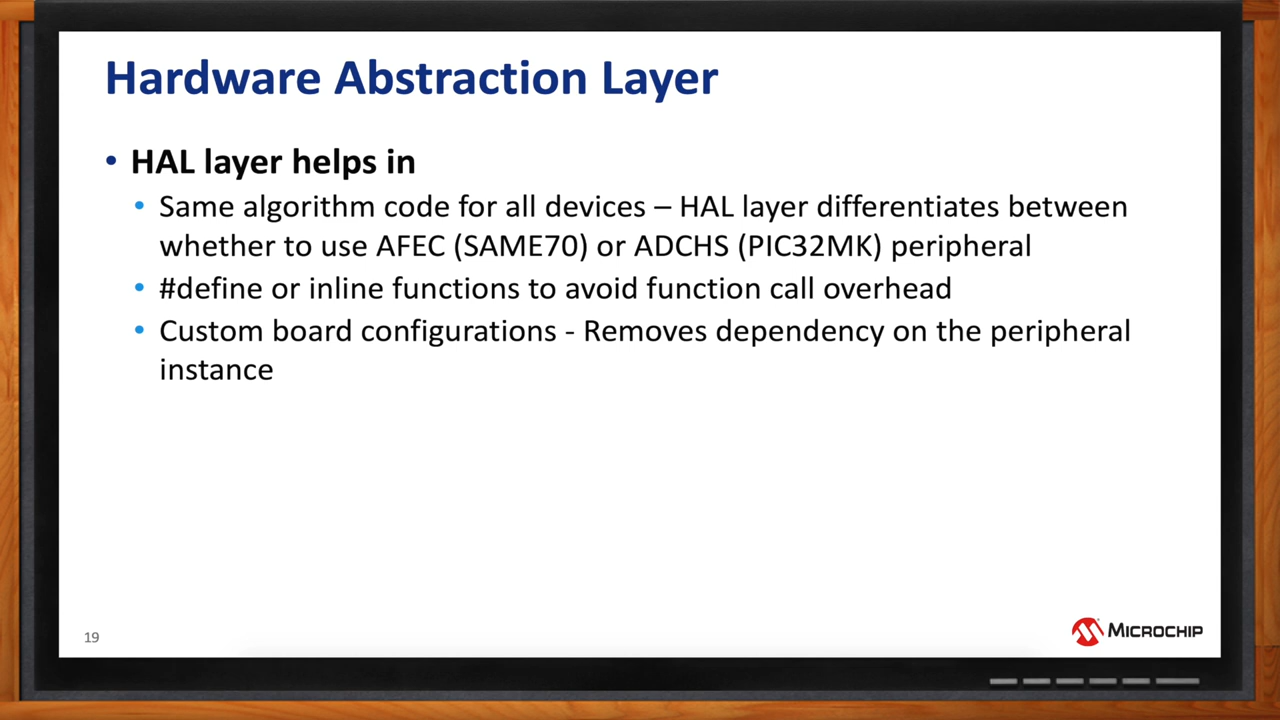 Hardware Abstraction Layer
• HAL layer helps in
• Same algorithm code for all devices – HAL layer differentiates between
whether to use AFEC (SAME70) or ADCHS (PIC32MK) peripheral
• #define or inline functions to avoid function call overhead
• Custom board configurations - Removes dependency on the peripheral
instance
19
MICROCHIP